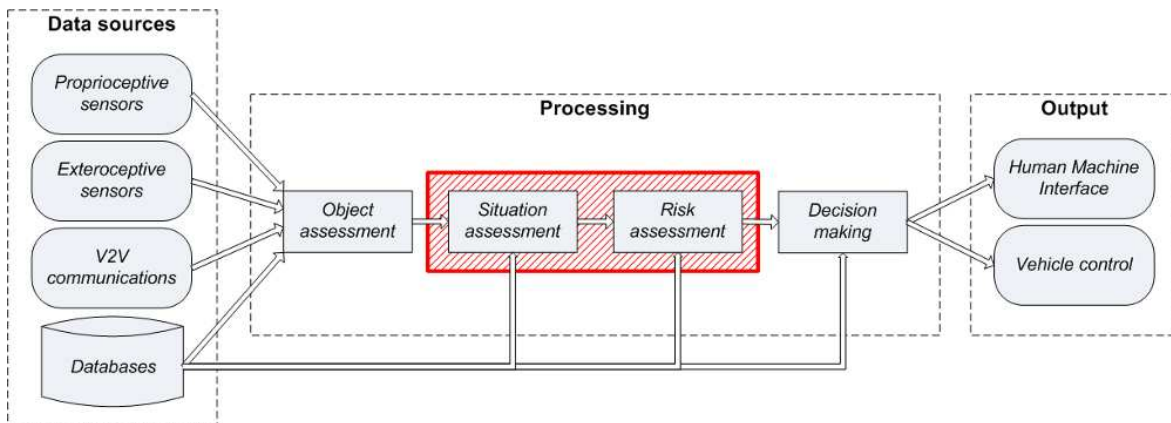 Data sources
Proprioceptive
sensors
Exteroceptive
sensors
V2V
communications
Databases
Processing
Object
assessment
Situation
assessment
Risk
assessment
Decision
making
Output
Human Machine
Interface
Vehicle control